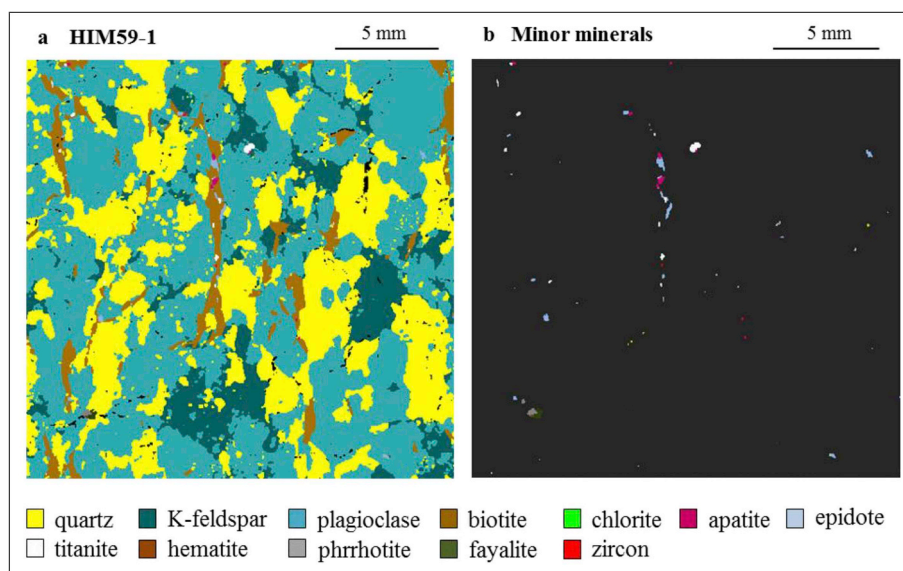 a HIM59-1 5 mm b Minor minerals 5 mm
quartz K-feldspar plagioclase biotite chlorite apatite epidote
titanite hematite phrrhotite fayalite zircon